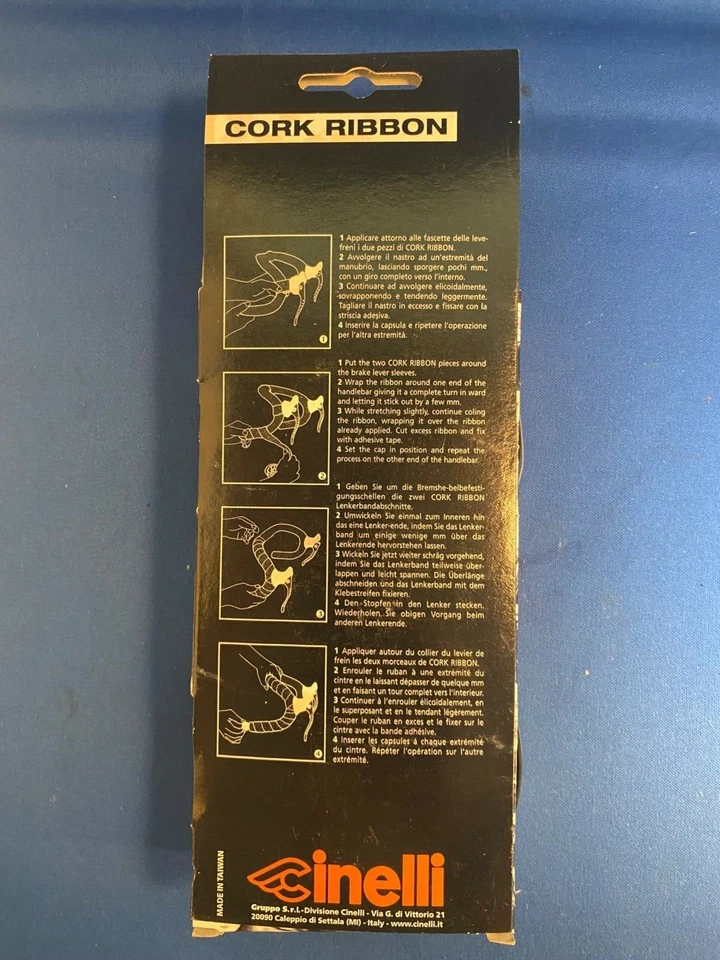 CORK RIBBON
1 Applicare attorno alle fascette delle leve-
freni i due pezzi di CORK RIBBON.
2 Avvolgere il nastro ad un'estremità del
manubrio, lasciando sporgere pochi mm.,
con un giro completo verso l'interno.
3 Continuare ad avvolgere elicoidalmente,
sovrapponendo e tendendo leggermente.
Tagliare il nastro in eccesso e fissare con la
striscia adesiva.
4 Inserire la capsula e ripetere l'operazione
per l'altra estremità.
1
1 Put the two CORK RIBBON pieces around
the brake lever sleeves.
2 Wrap the ribbon around one end of the
handlebar giving it a complete turn in ward
and letting it stick out by a few mm.
3 While stretching slightly, continue coling
the ribbon, wrapping it over the ribbon
already applied. Cut excess ribbon and fix
with adhesive tape.
4 Set the cap in position and repeat the
process on the other end of the handlebar.
2
1 Geben Sie um die Bremshe-belbefesti-
gungsschellen die zwei CORK RIBBON
Lenkerbandabschnitte.
2 Umwickeln Sie einmal zum Inneren hin
das eine Lenker-ende, indem Sie das Lenker-
band um einige wenige mm über das
Lenkerende hervorstehen lassen.
3 Wickeln Sie jetzt weiter schräg vorgehend,
indem Sie das Lenkerband teilweise über-
lappen und leicht spannen. Die Überlänge
abschneiden und das Lenkerband mit dem
Klebestreifen fixieren.
4 Den Stopfen in den Lenker stecken.
Wiederholen Sie obigen Vorgang beim
anderen Lenkerende.
3
1 Appliquer autour du collier du levier de
frein les deux morceaux de CORK RIBBON.
2 Enrouler le ruban à une extrémité du
cintre en le laissant dépasser de quelque mm
et en faisant un tour complet vers l'interieur.
3 Continuer à l'enrouler élicoïdalement, en
le superposant et en le tendant légèrement.
Couper le ruban en exces et le fixer sur le
cintre avec la bande adhésive.
4 Inserer les capsules à chaque extrémité
du cintre. Répéter l'opération sur l'autre
extrémité.
4
MADE IN TAIWAN
cinelli
Gruppo S.r.l.-Divisione Cinelli - Via G. di Vittorio 21
20090 Caleppio di Settala (MI) - Italy - www.cinelli.it